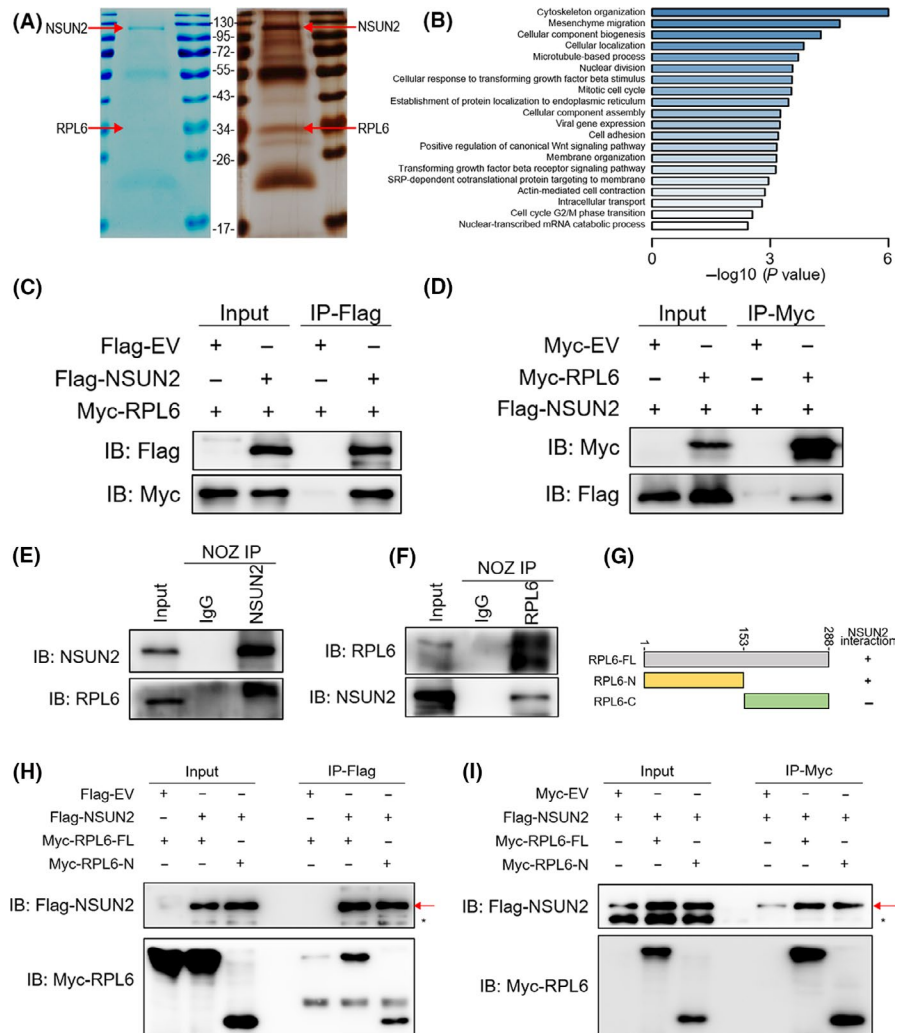 (A)
NSUN2
RPL6
130-
-95-
-72-
-55-
-43-
-34-
-26-
-17-
RPL6
(B)
Cytoskeleton organization
Mesenchyme migration
Cellular component biogenesis
Cellular localization
Microtubule-based process
Nuclear division
Cellular response to transforming growth factor beta stimulus
Mitotic cell cycle
Establishment of protein localization to endoplasmic reticulum
Cellular component assembly
Viral gene expression
Cell adhesion
Positive regulation of canonical Wnt signaling pathway
Membrane organization
Transforming growth factor beta receptor signaling pathway
SRP-dependent cotranslational protein targeting to membrane
Actin-mediated cell contraction
Intracellular transport
Cell cycle G2/M phase transition
Nuclear-transcribed mRNA catabolic process
0 3 6
–log10 (P value)
(C)
Input IP-Flag
Flag-EV + – + –
Flag-NSUN2 – + – +
Myc-RPL6 + + + +
IB: Flag
IB: Myc
(D)
Input IP-Myc
Myc-EV + – + –
Myc-RPL6 – + – +
Flag-NSUN2 + + + +
IB: Myc
IB: Flag
(E)
NOZ IP
Input IgG NSUN2
IB: NSUN2
IB: RPL6
(F)
NOZ IP
Input IgG RPL6
IB: RPL6
IB: NSUN2
(G)
1 153 288 NSUN2 interaction
RPL6-FL +
RPL6-N +
RPL6-C –
(H)
Input IP-Flag
Flag-EV + – – + – –
Flag-NSUN2 – + + – + +
Myc-RPL6-FL + + – + + –
Myc-RPL6-N – – + – – +
IB: Flag-NSUN2
*
IB: Myc-RPL6
(I)
Input IP-Myc
Myc-EV + – – + – –
Flag-NSUN2 + + + + + +
Myc-RPL6-FL – + – – + –
Myc-RPL6-N – – + – – +
IB: Flag-NSUN2
*
IB: Myc-RPL6